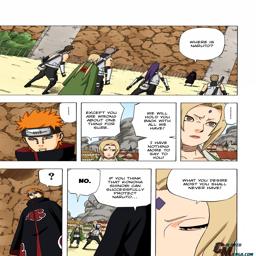 WHERE IS
NARUTO?
WE WILL
HOLD YOU
BACK WITH
ALL WE
HAVE!
I HAVE
NOTHING
MORE TO
SAY TO
YOU!
EXCEPT YOU
ARE WRONG
ABOUT ONE
THING FOR
SURE.
WHAT YOU
DESIRE MOST
YOU SHALL
NEVER HAVE!
IF YOU THINK
THAT KONOHA
SHINOBI CAN
SUCCESSFULLY
PROTECT
NARUTO...
NO.
?